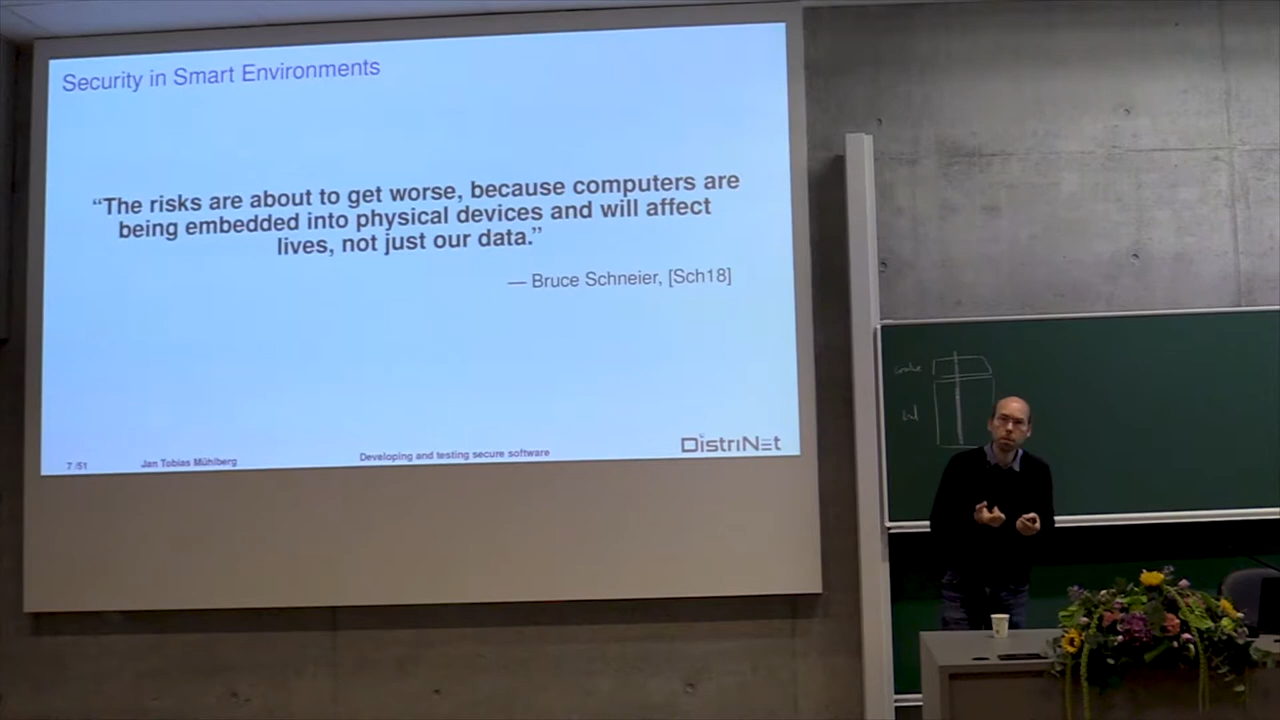 Security in Smart Environments
“The risks are about to get worse, because computers are
being embedded into physical devices and will affect
lives, not just our data.”
— Bruce Schneier, [Sch18]
7 /51 Jan Tobias Mühlberg Developing and testing secure software DistriNet